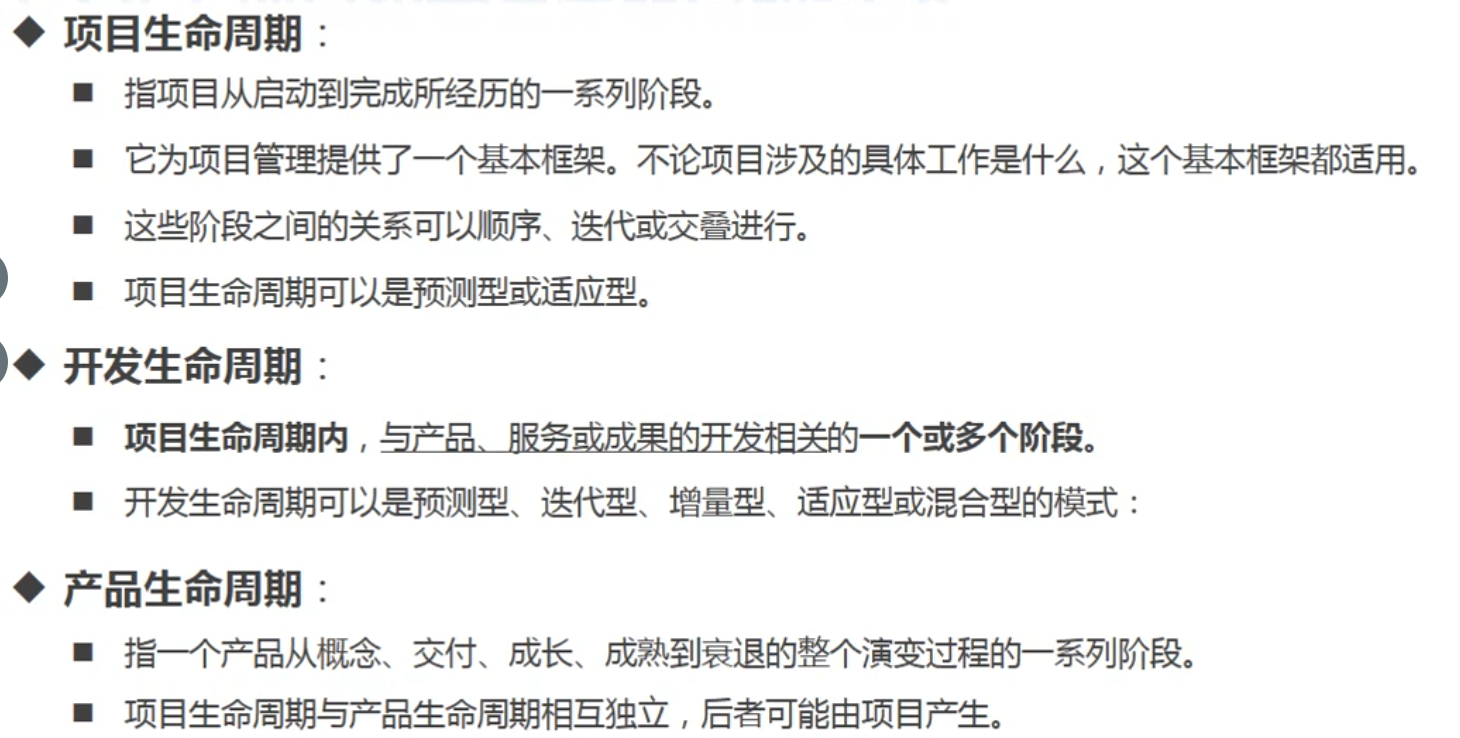 ◆ 项目生命周期：
■ 指项目从启动到完成所经历的一系列阶段。
■ 它为项目管理提供了一个基本框架。不论项目涉及的具体工作是什么，这个基本框架都适用。
■ 这些阶段之间的关系可以顺序、迭代或交叠进行。
■ 项目生命周期可以是预测型或适应型。
◆ 开发生命周期：
■ 项目生命周期内，与产品、服务或成果的开发相关的一个或多个阶段。
■ 开发生命周期可以是预测型、迭代型、增量型、适应型或混合型的模式：
◆ 产品生命周期：
■ 指一个产品从概念、交付、成长、成熟到衰退的整个演变过程的一系列阶段。
■ 项目生命周期与产品生命周期相互独立，后者可能由项目产生。